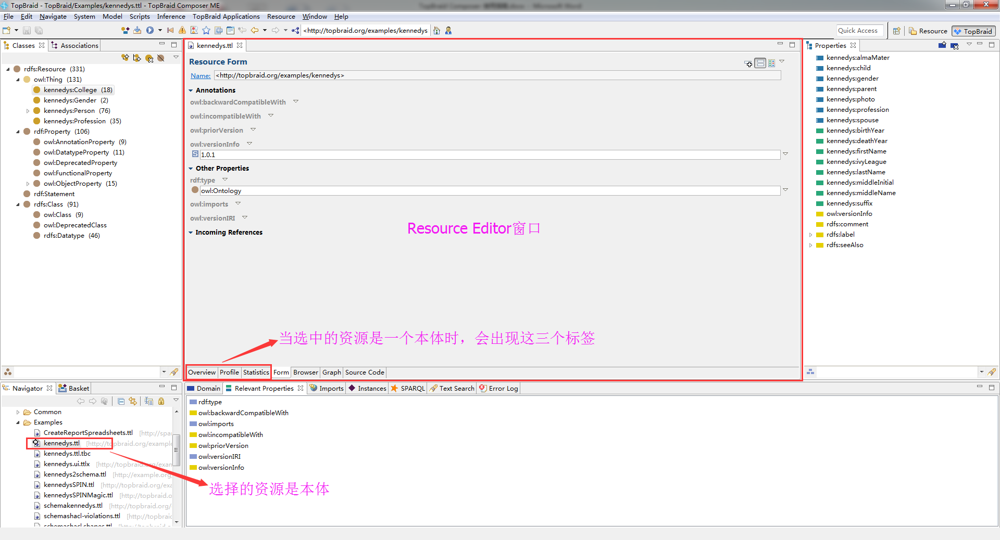 TopBraid - TopBraid/Examples/kennedys.ttl - TopBraid Composer ME
File Edit Navigate System Model Scripts Inference TopBraid Applications Resource Window Help
<http://topbraid.org/examples/kennedys
Quick Access
Resource
TopBraid
Classes
Associations
rdfs:Resource (331)
owl:Thing (131)
kennedys:College (18)
kennedys:Gender (2)
kennedys:Person (76)
kennedys:Profession (35)
rdf:Property (106)
owl:AnnotationProperty (9)
owl:DatatypeProperty (11)
owl:DeprecatedProperty
owl:FunctionalProperty
owl:ObjectProperty (15)
rdf:Statement
rdfs:Class (91)
owl:Class (9)
owl:DeprecatedClass
rdfs:Datatype (46)
kennedys.ttl
Resource Form
Name: <http://topbraid.org/examples/kennedys>
Annotations
owl:backwardCompatibleWith
owl:incompatibleWith
owl:priorVersion
owl:versionInfo
S 1.0.1
Other Properties
rdf:type
owl:Ontology
owl:imports
owl:versionIRI
Incoming References
Resource Editor窗口
当选中的资源是一个本体时，会出现这三个标签
Overview Profile Statistics Form Browser Graph Source Code
Properties
kennedys:almaMater
kennedys:child
kennedys:gender
kennedys:parent
kennedys:photo
kennedys:profession
kennedys:spouse
kennedys:birthYear
kennedys:deathYear
kennedys:firstName
kennedys:ivyLeague
kennedys:lastName
kennedys:middleInitial
kennedys:middleName
kennedys:suffix
owl:versionInfo
rdfs:comment
rdfs:label
rdfs:seeAlso
Navigator
Basket
Common
Examples
CreateReportSpreadsheets.ttl [http://spa
kennedys.ttl [http://topbraid.org/example
kennedys.ttl.tbc
kennedys.ui.ttlx [http://topbraid.org/exan
kennedys2schema.ttl [http://example.org
kennedysSPIN.ttl [http://topbraid.org/exa
kennedysSPINMagic.ttl [http://topbraid.o
schemakennedys.ttl [http://topbraid.org/
schemashacl-violations.ttl [http://topbraid
Domain Relevant Properties Imports Instances SPARQL Text Search Error Log
rdf:type
owl:backwardCompatibleWith
owl:imports
owl:incompatibleWith
owl:priorVersion
owl:versionIRI
owl:versionInfo
选择的资源是本体